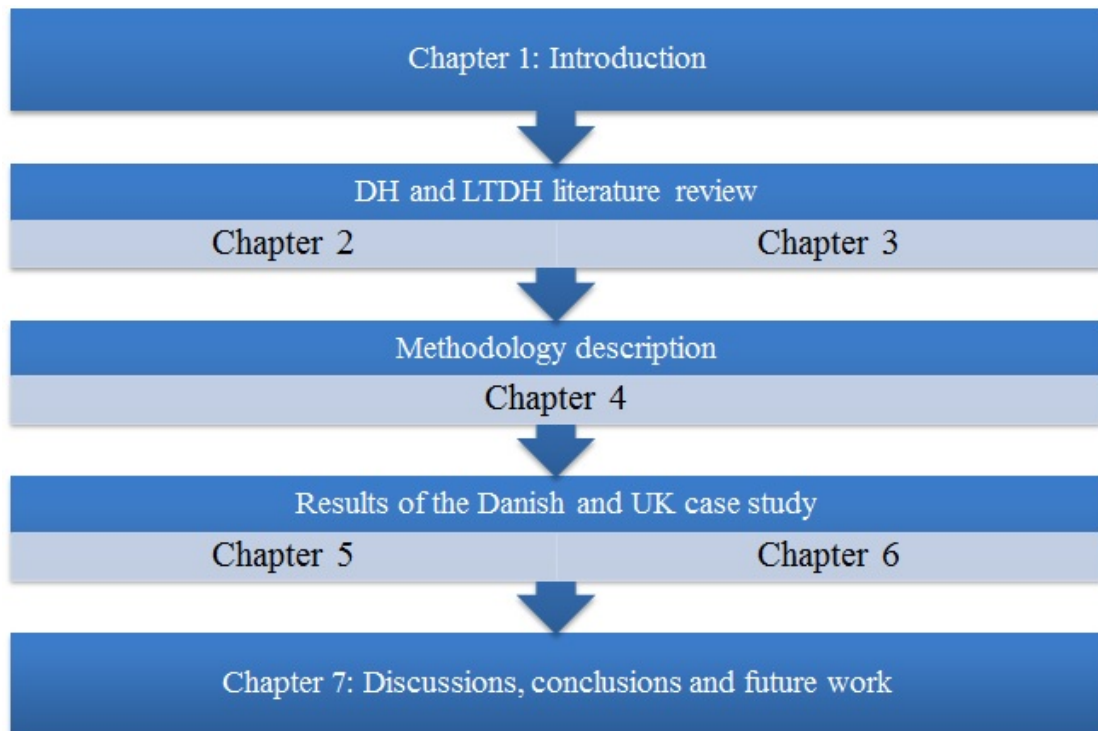 Chapter 1: Introduction
DH and LTDH literature review
Chapter 2 Chapter 3
Methodology description
Chapter 4
Results of the Danish and UK case study
Chapter 5 Chapter 6
Chapter 7: Discussions, conclusions and future work